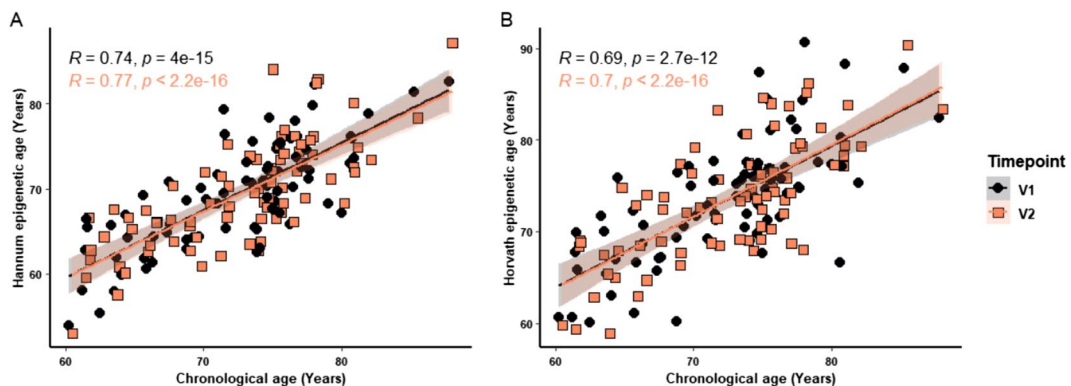 A
R = 0.74, p = 4e-15
R = 0.77, p < 2.2e-16
Hannum epigenetic age (Years)
80
70
60
60 70 80
Chronological age (Years)
B
R = 0.69, p = 2.7e-12
R = 0.7, p < 2.2e-16
Horvath epigenetic age (Years)
90
80
70
60
60 70 80
Chronological age (Years)
Timepoint
V1
V2